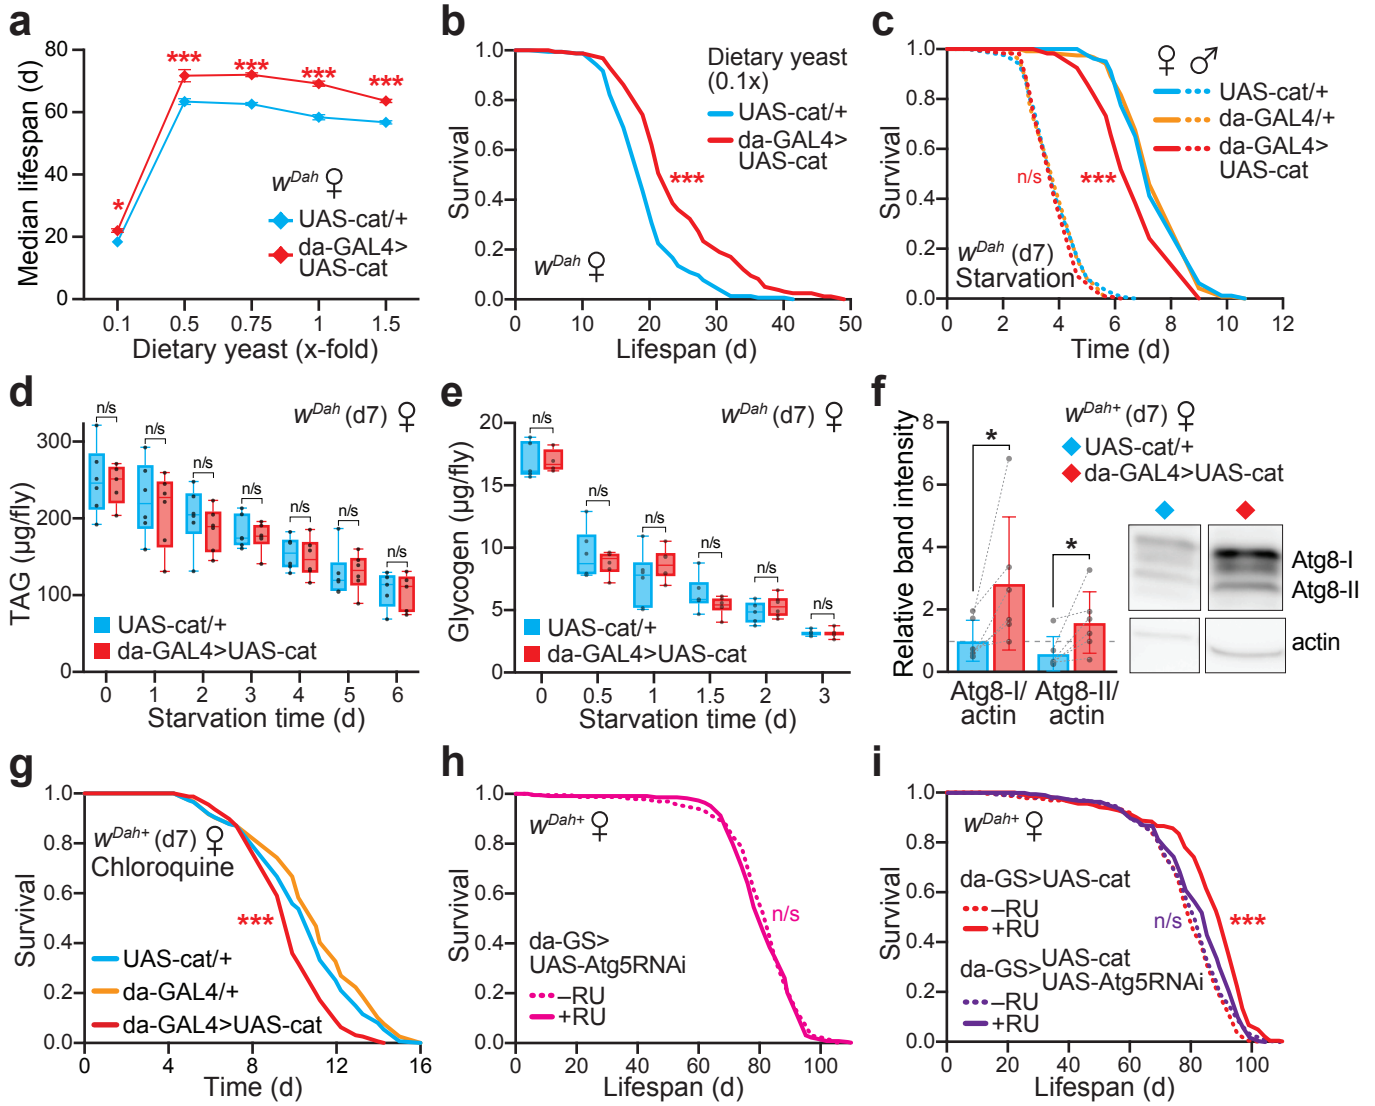 a
80
60
40
20
0
Median lifespan (d)
***
***
***
***
*
wDah ♀
UAS-cat/+
da-GAL4>
UAS-cat
0.1 0.5 0.75 1 1.5
Dietary yeast (x-fold)
b
1.0
0.8
0.6
0.4
0.2
0.0
Survival
Dietary yeast
(0.1x)
UAS-cat/+
da-GAL4>
UAS-cat
***
wDah ♀
0 10 20 30 40 50
Lifespan (d)
c
1.0
0.8
0.6
0.4
0.2
0.0
Survival
♀ ♂
UAS-cat/+
da-GAL4/+
da-GAL4>
UAS-cat
n/s
***
wDah (d7)
Starvation
0 2 4 6 8 10 12
Time (d)
d
300
200
100
0
TAG (µg/fly)
wDah (d7) ♀
n/s
n/s
n/s
n/s
n/s
n/s
n/s
UAS-cat/+
da-GAL4>UAS-cat
0 1 2 3 4 5 6
Starvation time (d)
e
20
15
10
5
0
Glycogen (µg/fly)
wDah (d7) ♀
n/s
n/s
n/s
n/s
n/s
n/s
UAS-cat/+
da-GAL4>UAS-cat
0 0.5 1 1.5 2 3
Starvation time (d)
f
8
6
4
2
0
Relative band intensity
wDah+ (d7) ♀
UAS-cat/+
da-GAL4>UAS-cat
*
*
Atg8-I/
actin
Atg8-II/
actin
Atg8-I
Atg8-II
actin
g
1.0
0.8
0.6
0.4
0.2
0.0
Survival
wDah+ (d7) ♀
Chloroquine
***
UAS-cat/+
da-GAL4/+
da-GAL4>UAS-cat
0 4 8 12 16
Time (d)
h
1.0
0.8
0.6
0.4
0.2
0.0
Survival
wDah+ ♀
n/s
da-GS>
UAS-Atg5RNAi
–RU
+RU
0 20 40 60 80 100
Lifespan (d)
i
1.0
0.8
0.6
0.4
0.2
0.0
Survival
wDah+ ♀
da-GS>UAS-cat
–RU
+RU
n/s
***
da-GS>UAS-cat
UAS-Atg5RNAi
–RU
+RU
0 20 40 60 80 100
Lifespan (d)